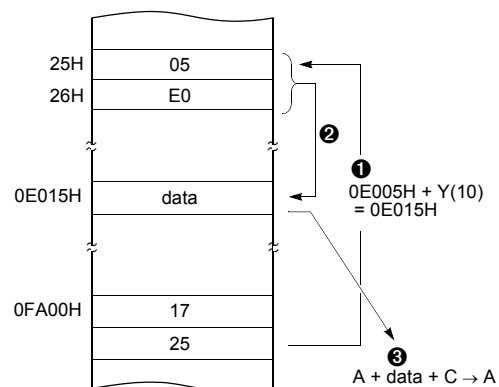 25H 05
26H E0
❷
❶
0E005H + Y(10)
= 0E015H
0E015H data
0FA00H 17
25
❸
A + data + C → A